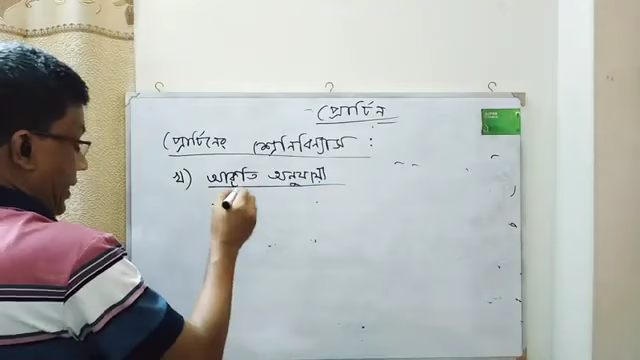 প্রোটিন
প্রোটিনের শ্রেনিবিন্যাস :
খ) আকৃতি অনুযায়ী